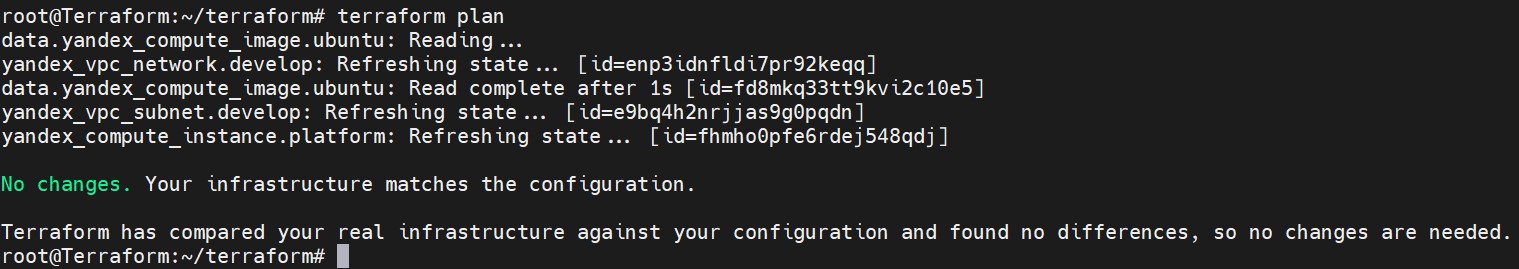 root@Terraform:~/terraform# terraform plan
data.yandex_compute_image.ubuntu: Reading...
yandex_vpc_network.develop: Refreshing state... [id=enp3idnfldi7pr92keqq]
data.yandex_compute_image.ubuntu: Read complete after 1s [id=fd8mkq33tt9kvi2c10e5]
yandex_vpc_subnet.develop: Refreshing state... [id=e9bq4h2nrjjas9g0pqdn]
yandex_compute_instance.platform: Refreshing state... [id=fhmho0pfe6rdej548qdj]
No changes. Your infrastructure matches the configuration.
Terraform has compared your real infrastructure against your configuration and found no differences, so no changes are needed.
root@Terraform:~/terraform#